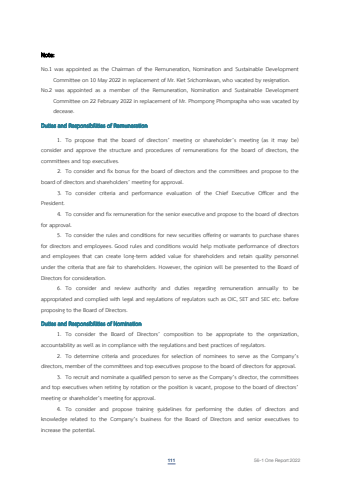 Note:
No.1 was appointed as the Chairman of the Remuneration, Nomination and Sustainable Development
Committee on 10 May 2022 in replacement of Mr. Kiet Srichomkwan, who vacated by resignation.
No.2 was appointed as a member of the Remuneration, Nomination and Sustainable Development
Committee on 22 February 2022 in replacement of Mr. Phornpong Phornprapha who was vacated by
decease.
Duties and Responsibilities of Remuneration
1. To propose that the board of directors' meeting or shareholder's meeting (as it may be)
consider and approve the structure and procedures of remunerations for the board of directors, the
committees and top executives.
2. To consider and fix bonus for the board of directors and the committees and propose to the
board of directors and shareholders' meeting for approval.
3. To consider criteria and performance evaluation of the Chief Executive Officer and the
President
4. To consider and fix remuneration for the senior executive and propose to the board of directors
for approval.
5. To consider the rules and conditions for new securities offering or warrants to purchase shares
for directors and employees. Good rules and conditions would help motivate performance of directors
and employees that can create long-term added value for shareholders and retain quality personnel
under the criteria that are fair to shareholders. However, the opinion will be presented to the Board of
Directors for consideration.
6. To consider and review authority and duties regarding remuneration annually to be
appropriated and complied with legal and regulations of regulators such as OIC, SET and SEC etc. before
proposing to the Board of Directors.
Duties and Responsibilities of Nomination
1. To consider the Board of Directors' composition to be appropriate to the organization,
accountability as well as in compliance with the regulations and best practices of regulators.
2. To determine criteria and procedures for selection of nominees to serve as the Company's
directors, member of the committees and top executives propose to the board of directors for approval.
3. To recruit and nominate a qualified person to serve as the Company's director, the committees
and top executives when retiring by rotation or the position is vacant, propose to the board of directors'
meeting or shareholder's meeting for approval.
4. To consider and propose training guidelines for performing the duties of directors and
knowledge related to the Company's business for the Board of Directors and senior executives to
increase the potential.
111
56-1 One Report 2022